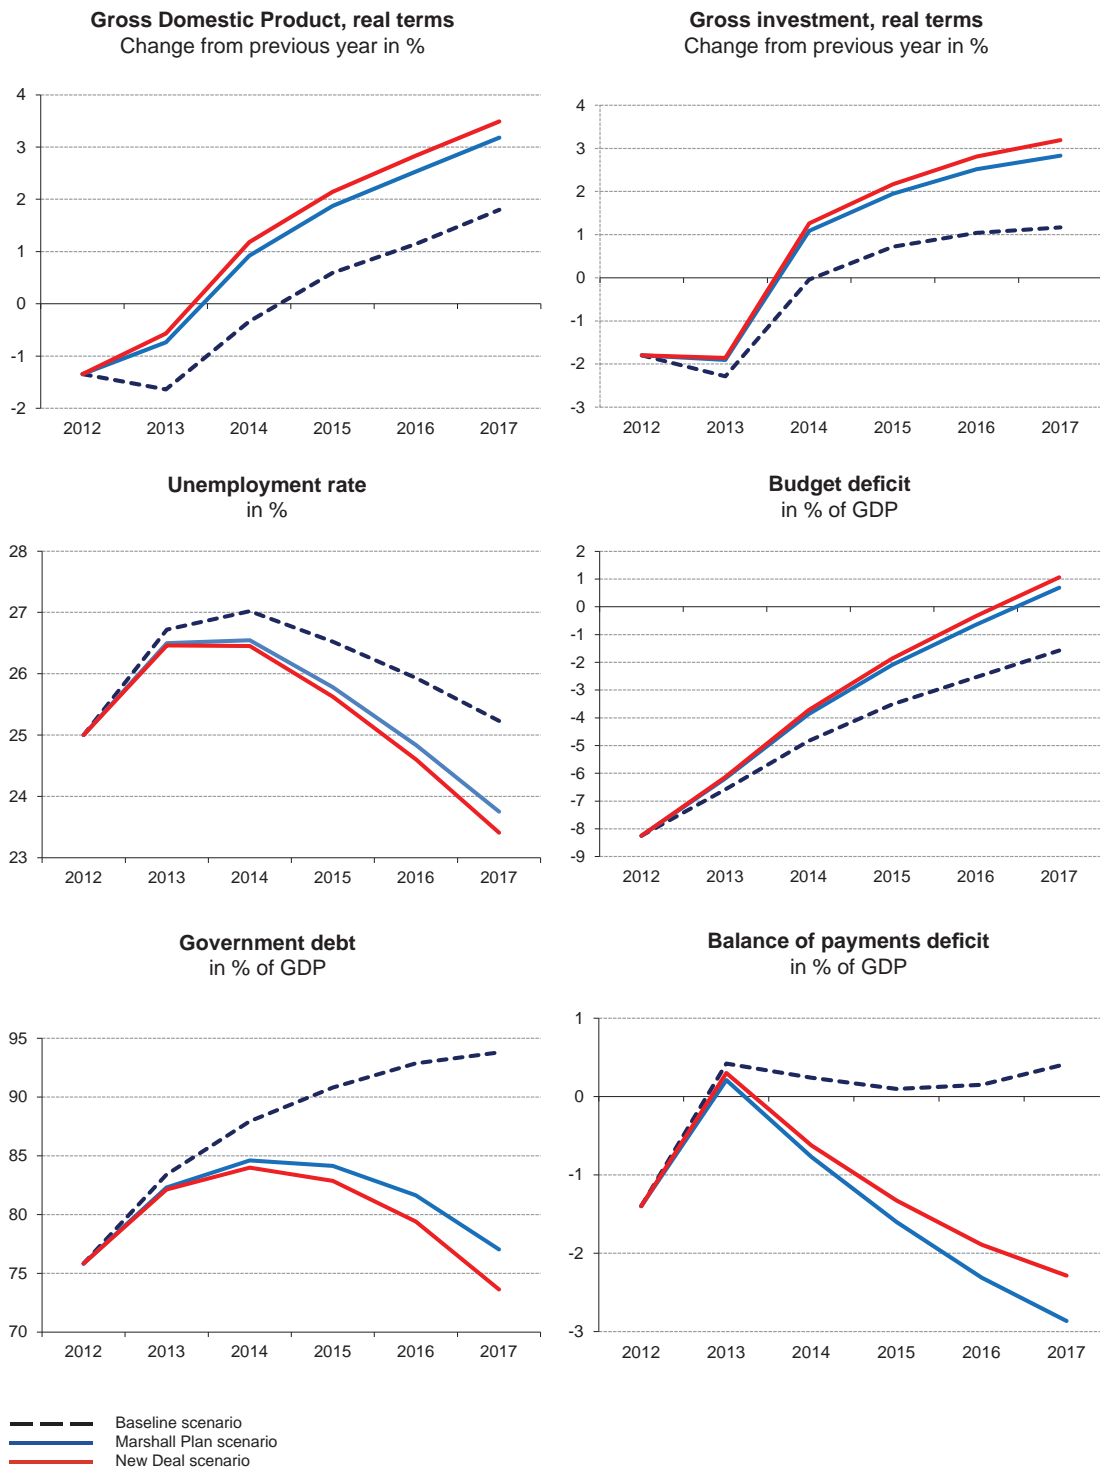 Gross Domestic Product, real terms
Change from previous year in %
4
3
2
1
0
-1
-2
2012 2013 2014 2015 2016 2017
Gross investment, real terms
Change from previous year in %
4
3
2
1
0
-1
-2
-3
2012 2013 2014 2015 2016 2017
Unemployment rate
in %
28
27
26
25
24
23
2012 2013 2014 2015 2016 2017
Budget deficit
in % of GDP
2
1
0
-1
-2
-3
-4
-5
-6
-7
-8
-9
2012 2013 2014 2015 2016 2017
Government debt
in % of GDP
95
90
85
80
75
70
2012 2013 2014 2015 2016 2017
Balance of payments deficit
in % of GDP
1
0
-1
-2
-3
2012 2013 2014 2015 2016 2017
Baseline scenario
Marshall Plan scenario
New Deal scenario